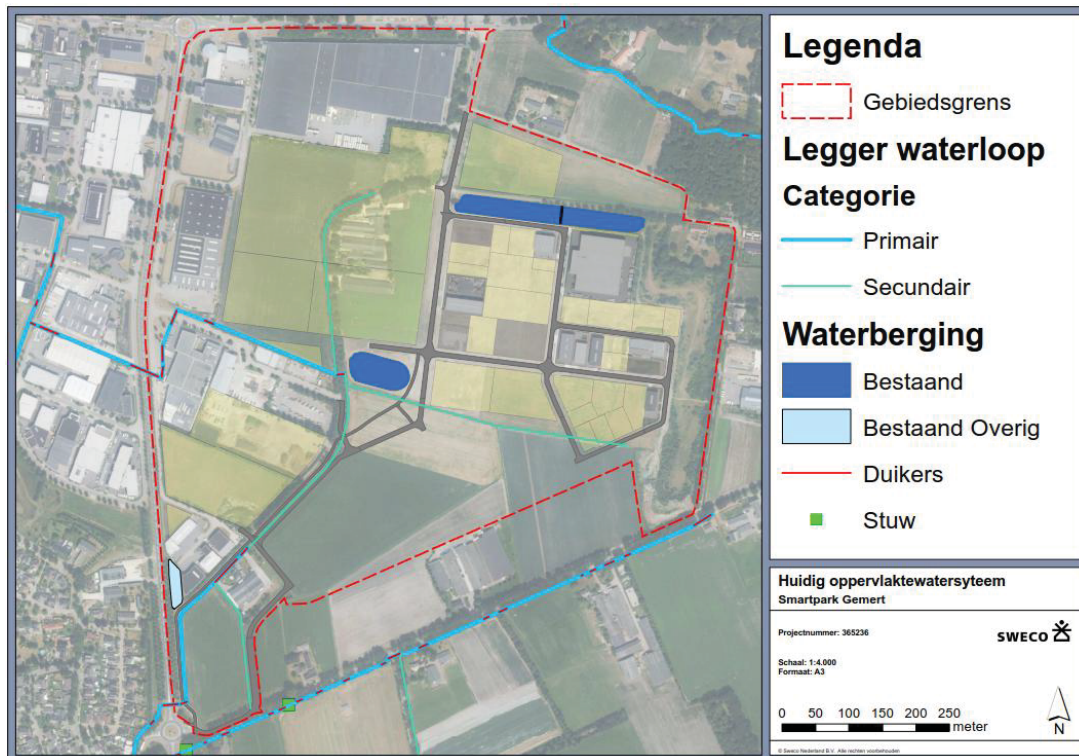 Legenda
Gebiedsgrens
Legger waterloop
Categorie
Primair
Secundair
Waterberging
Bestaand
Bestaand Overig
Duikers
Stuw
Huidig oppervlaktewatersyteem
Smartpark Gemert
Projectnummer: 365236
SWECO
Schaal: 1:4.000
Formaat: A3
0 50 100 150 200 250
meter
N
© Sweco Nederland B.V. Alle rechten voorbehouden